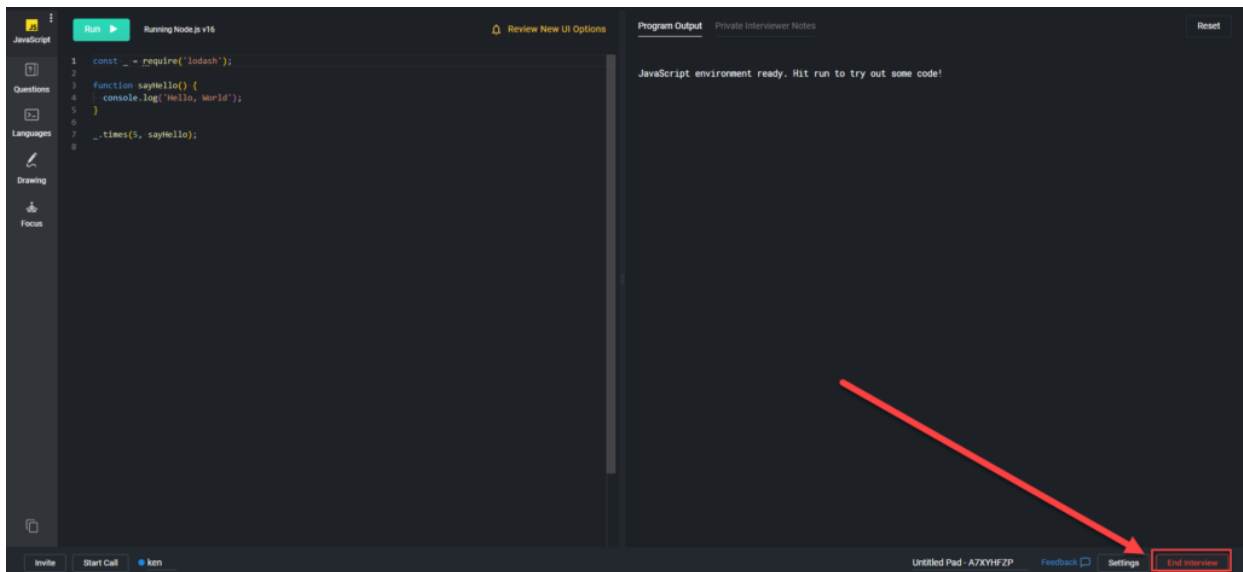 JS
JavaScript
Run
Running Node.js v16
Review New UI Options
Program Output
Private Interviewer Notes
Reset
Questions
Languages
Drawing
Focus
1 const _ = require('lodash');
2
3 function sayHello() {
4 console.log('Hello, World');
5 }
6
7 _.times(5, sayHello);
8
JavaScript environment ready. Hit run to try out some code!
Invite
Start Call
ken
Untitled Pad - A7XYHFZP
Feedback
Settings
End Interview